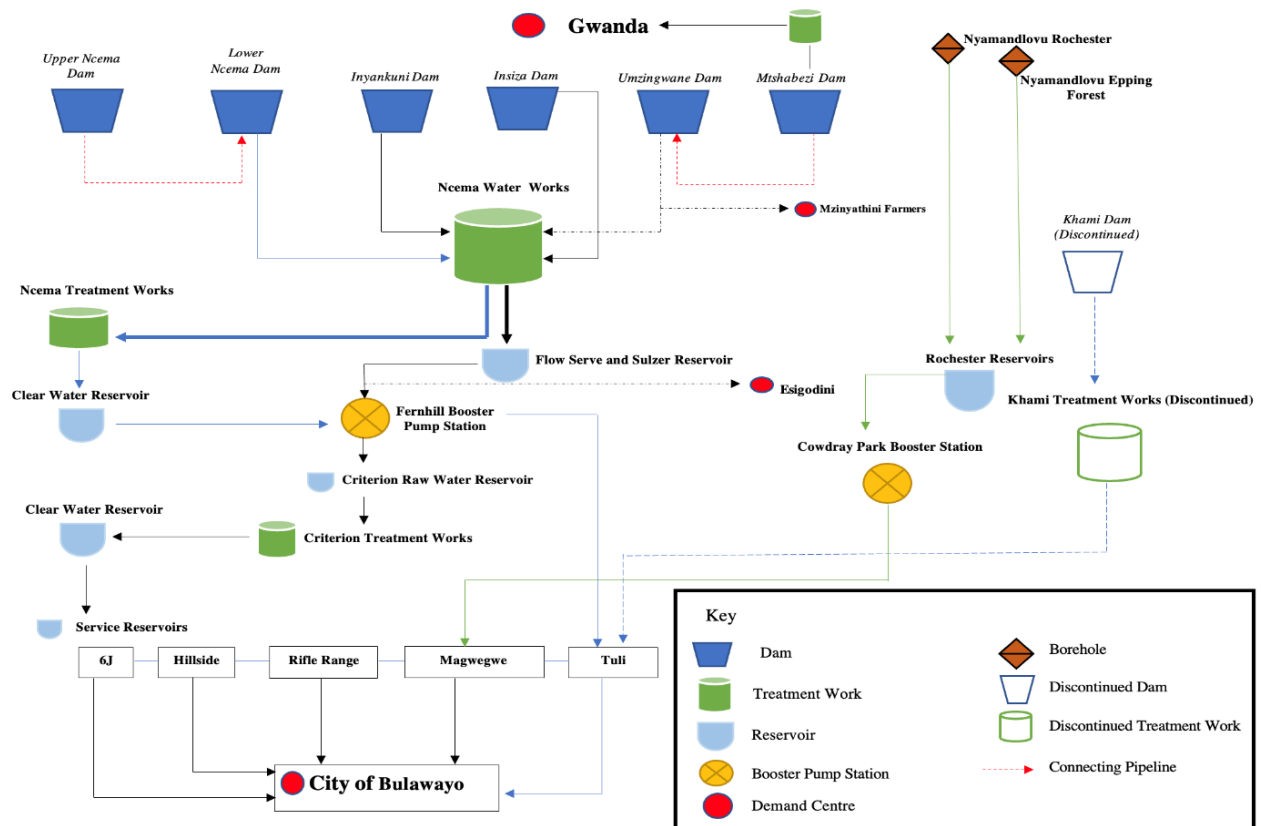 Gwanda
Nyamandlovu Rochester
Upper Ncema
Dam
Lower
Ncema Dam
Inyankuni Dam
Insiza Dam
Umzingwane Dam
Mtshabezi Dam
Nyamandlovu Epping
Forest
Ncema Water Works
Mzinyathini Farmers
Khami Dam
(Discontinued)
Ncema Treatment Works
Flow Serve and Sulzer Reservoir
Rochester Reservoirs
Esigodini
Clear Water Reservoir
Khami Treatment Works (Discontinued)
Fernhill Booster
Pump Station
Cowdray Park Booster Station
Criterion Raw Water Reservoir
Clear Water Reservoir
Criterion Treatment Works
Service Reservoirs
6J
Hillside
Rifle Range
Magwegwe
Tuli
City of Bulawayo
Key
Dam
Treatment Work
Reservoir
Booster Pump Station
Demand Centre
Borehole
Discontinued Dam
Discontinued Treatment Work
Connecting Pipeline